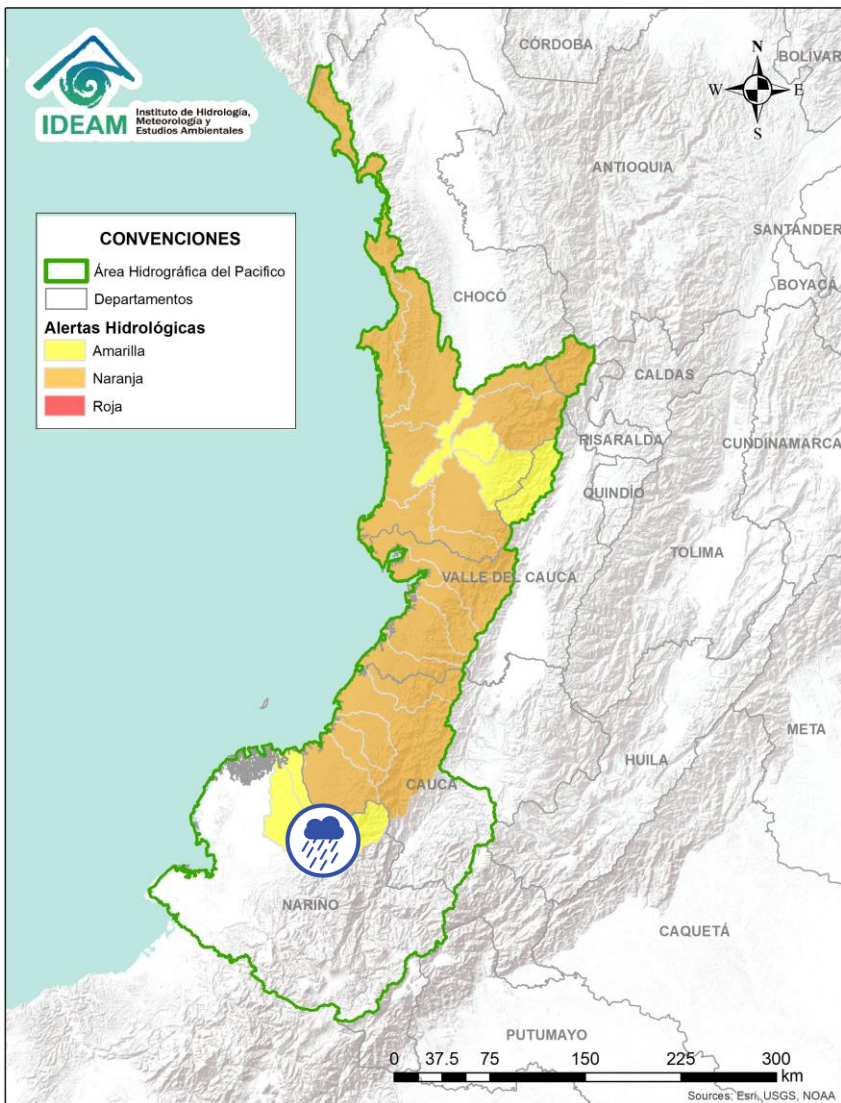 IDEAM
Instituto de Hidrología,
Meteorología y
Estudios Ambientales
CÓRDOBA
BOLÍVAR
N
W
E
S
ANTIOQUIA
SANTANDER
BOYACÁ
CONVENCIONES
Área Hidrográfica del Pacifico
Departamentos
Alertas Hidrológicas
Amarilla
Naranja
Roja
CHOCÓ
CALDAS
RISARALDA
CUNDINAMARCA
QUINDÍO
TOLIMA
VALLE DEL CAUCA
META
HUILA
CAUCA
NARIÑO
CAQUETÁ
PUTUMAYO
0 37.5 75 150 225 300
km
Sources: Esri, USGS, NOAA